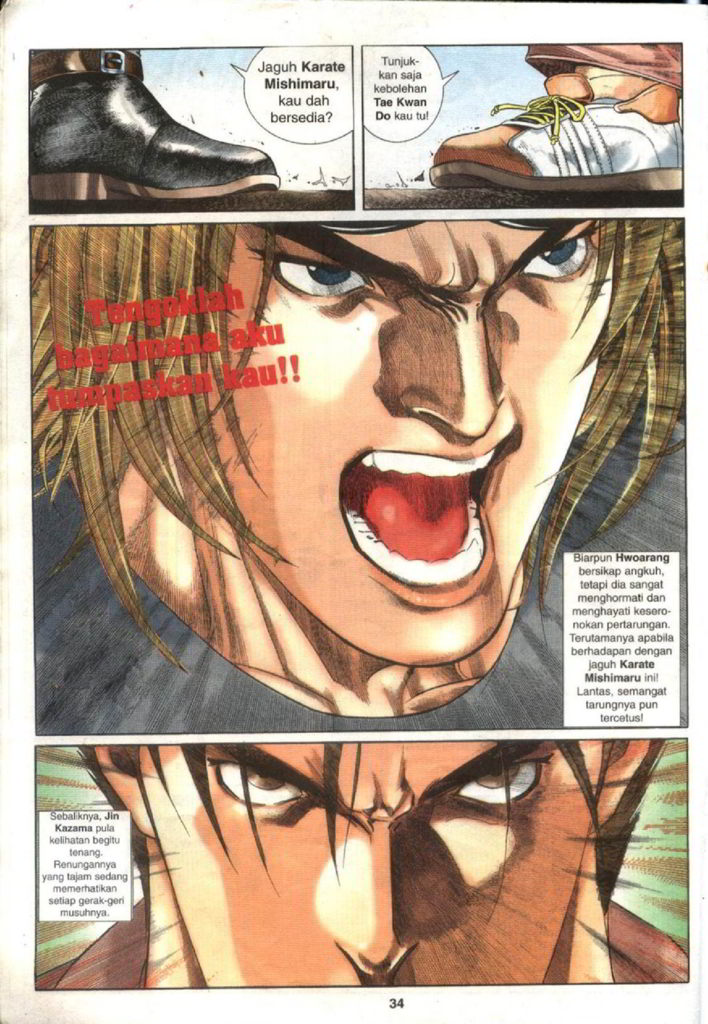 Jaguh Karate
Mishimaru,
kau dah
bersedia?
Tunjuk-
kan saja
kebolehan
Tae Kwan
Do kau tu!
Tengoklah
bagaimana aku
tumpaskan kau!!
Biarpun Hwoarang
bersikap angkuh,
tetapi dia sangat
menghormati dan
menghayati kesero-
nokan pertarungan.
Terutamanya apabila
berhadapan dengan
jaguh Karate
Mishimaru ini!
Lantas, semangat
tarungnya pun
tercetus!
Sebaliknya, Jin
Kazama pula
kelihatan begitu
tenang.
Renungannya
yang tajam sedang
memerhatikan
setiap gerak-geri
musuhnya.
34